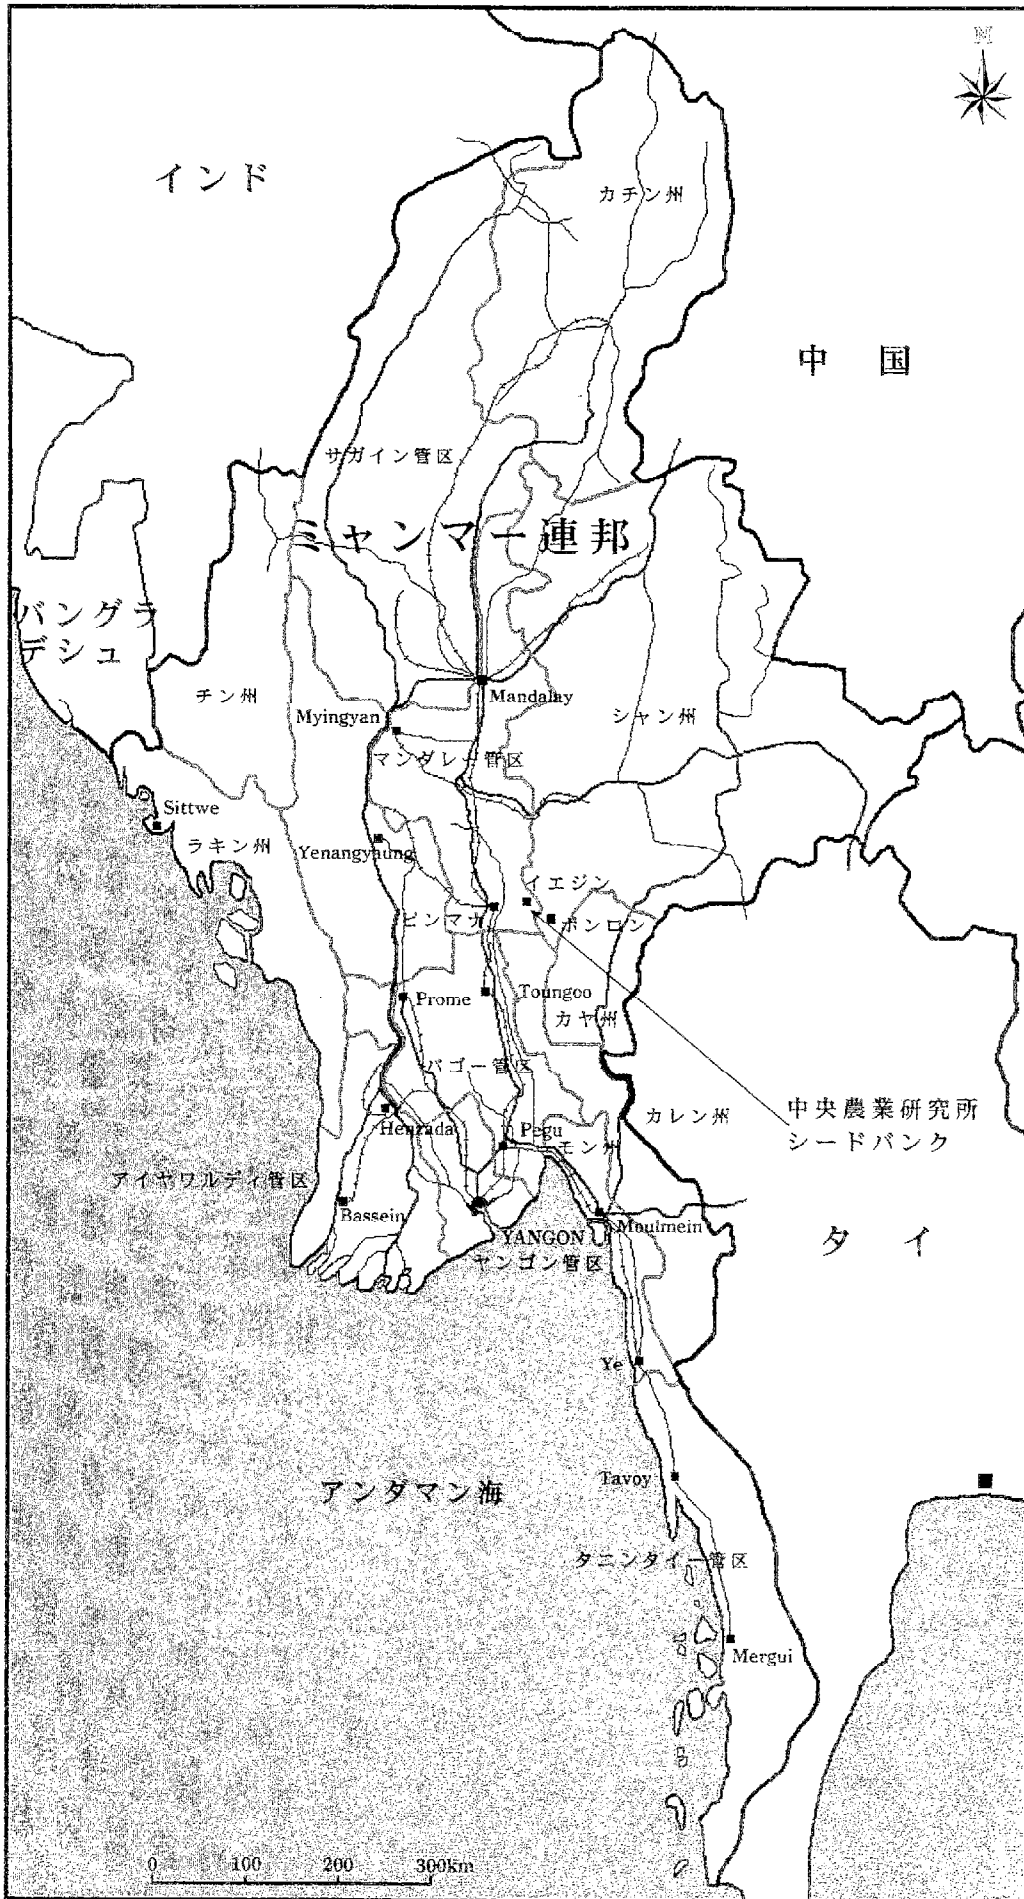 N
インド
カチン州
中国
サガイン管区
ミャンマー連邦
バングラ
デシュ
チン州
Mandalay
Myingyan
シャン州
マンダレー管区
Sittwe
ラキン州
Yenangyaung
イエジン
ピンマナ
ポンロン
Prome
Toungoo
カヤ州
バゴー管区
中央農業研究所
シードバンク
カレン州
Henzada
Pegu
モン州
アイヤワルディ管区
Bassein
Moulmein
YANGON
ヤンゴン管区
タイ
Ye
Tavoy
アンダマン海
タニンタイー管区
Mergui
0 100 200 300km